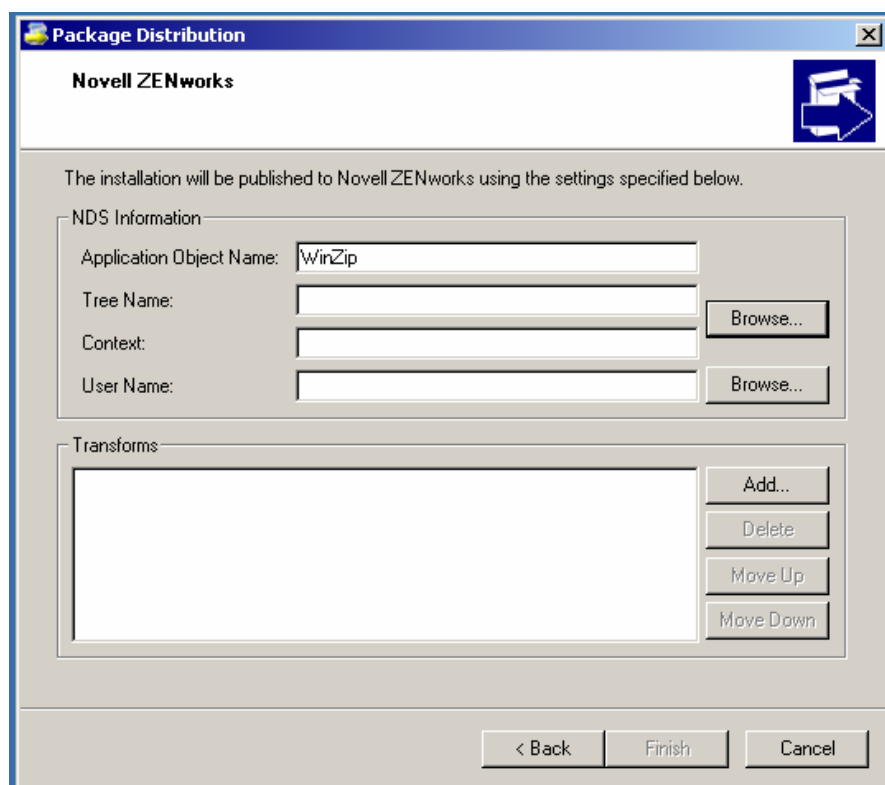 Package Distribution
Novell ZENworks
The installation will be published to Novell ZENworks using the settings specified below.
NDS Information
Application Object Name: WinZip
Tree Name:
Browse...
Context:
User Name: Browse...
Transforms
Add...
Delete
Move Up
Move Down
< Back Finish Cancel